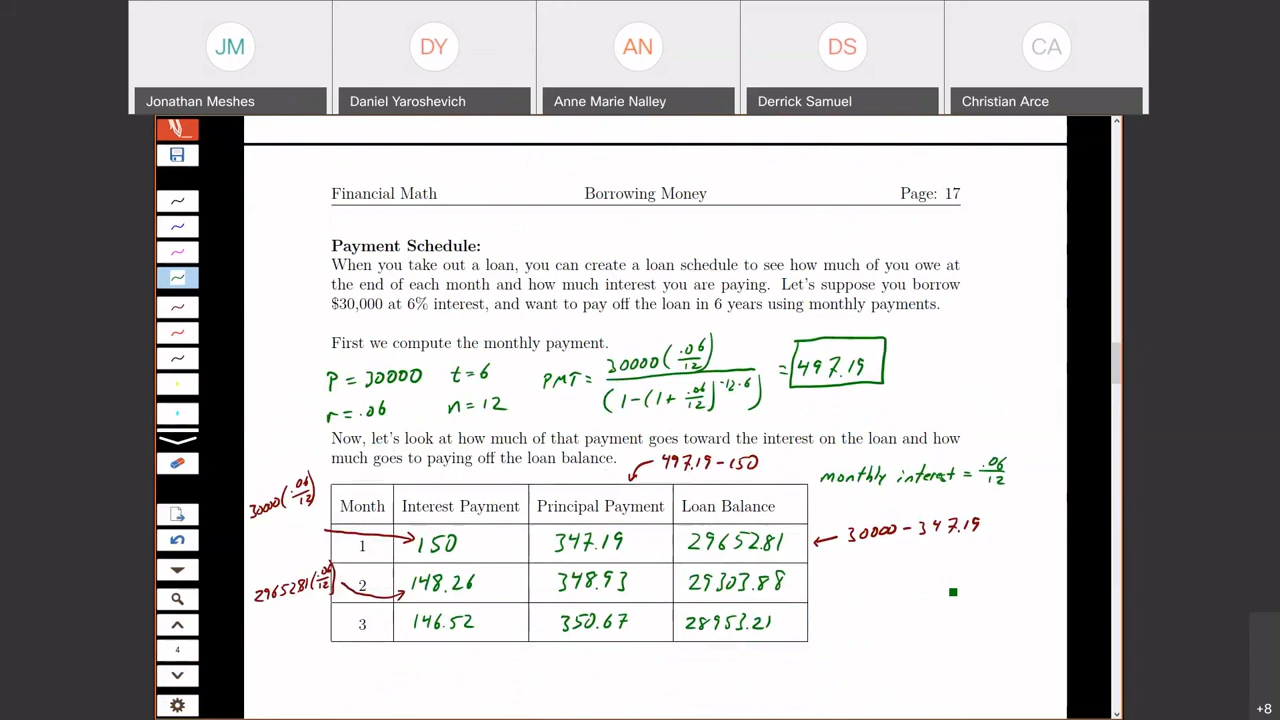 JM
DY
AN
DS
CA
Jonathan Meshes
Daniel Yaroshevich
Anne Marie Nalley
Derrick Samuel
Christian Arce
Financial Math Borrowing Money Page: 17
Payment Schedule:
When you take out a loan, you can create a loan schedule to see how much of you owe at
the end of each month and how much interest you are paying. Let's suppose you borrow
$30,000 at 6% interest, and want to pay off the loan in 6 years using monthly payments.
First we compute the monthly payment.
P = 30000 t = 6
r = .06 n = 12
PMT = 30000(.06/12) / (1-(1+.06/12)^-12·6) = 497.19
Now, let's look at how much of that payment goes toward the interest on the loan and how
much goes to paying off the loan balance.
497.19 - 150
monthly interest = .06/12
30000(.06/12)
Month Interest Payment Principal Payment Loan Balance
1 150 347.19 29652.81
30000 - 347.19
2965281(.06/12)
2 148.26 348.93 29303.88
3 146.52 350.67 28953.21
4
+8